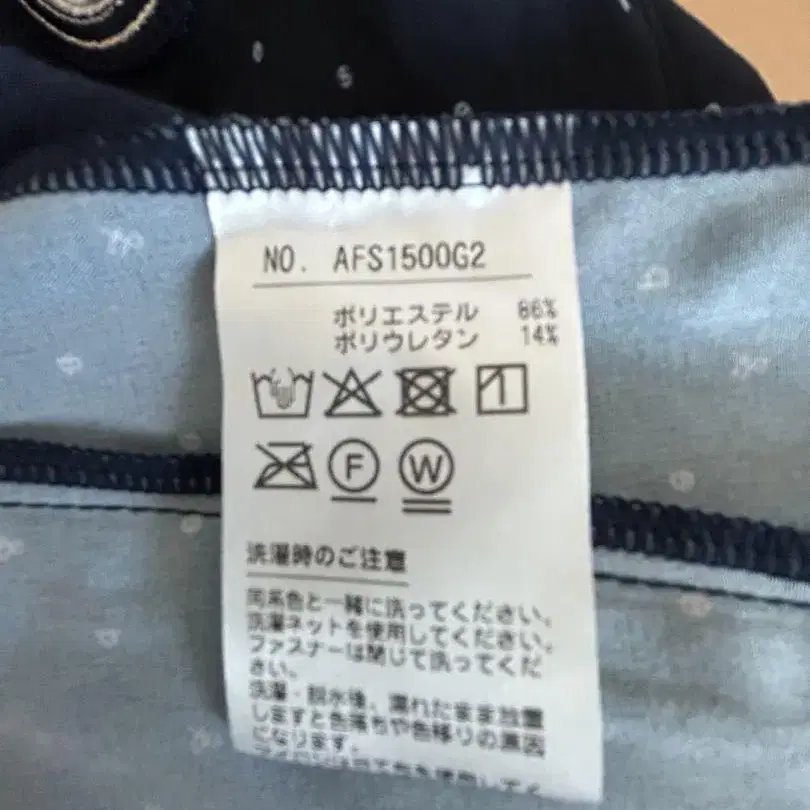 NO. AFS1500G2
ポリエステル 86%
ポリウレタン 14%
F W
洗濯時のご注意
同系色と一緒に洗ってください。
洗濯ネットを使用してください。
ファスナーは閉じて洗ってくだ
さい。
洗濯・脱水後、濡れたまま放置
しますと色落ちや色移りの原因
になります。